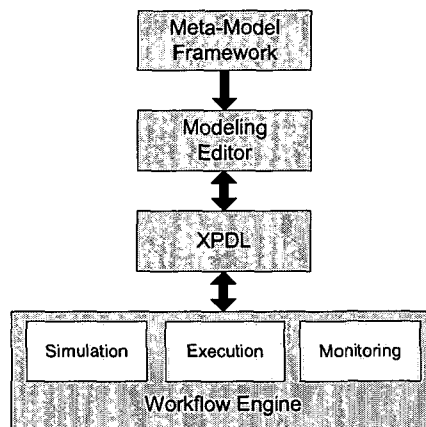 Meta-Model
Framework
Modeling
Editor
XPDL
Simulation
Execution
Monitoring
Workflow Engine